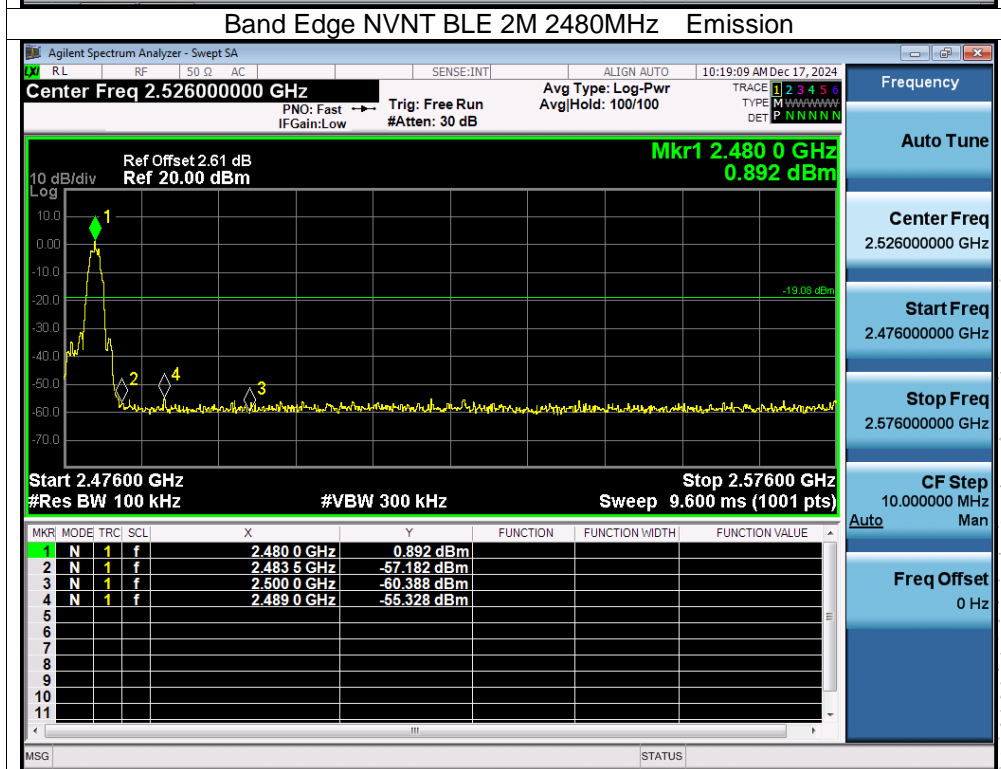 Band Edge NVNT BLE 2M 2480MHz Emission
Agilent Spectrum Analyzer - Swept SA
LXI RL RF 50 Ω AC SENSE:INT ALIGN AUTO 10:19:09 AM Dec 17, 2024
Center Freq 2.526000000 GHz
PNO: Fast
IFGain:Low
Trig: Free Run
#Atten: 30 dB
Avg Type: Log-Pwr
Avg|Hold: 100/100
TRACE 1 2 3 4 5 6
TYPE M WWWWW
DET P N N N N N
Mkr1 2.480 0 GHz
0.892 dBm
Ref Offset 2.61 dB
Ref 20.00 dBm
10 dB/div
Log
10.0
0.00
-10.0
-20.0
-30.0
-40.0
-50.0
-60.0
-70.0
1
2
4
3
-19.08 dBm
Start 2.47600 GHz Stop 2.57600 GHz
#Res BW 100 kHz #VBW 300 kHz Sweep 9.600 ms (1001 pts)
MKR MODE TRC SCL X Y FUNCTION FUNCTION WIDTH FUNCTION VALUE
1 N 1 f 2.480 0 GHz 0.892 dBm
2 N 1 f 2.483 5 GHz -57.182 dBm
3 N 1 f 2.500 0 GHz -60.388 dBm
4 N 1 f 2.489 0 GHz -55.328 dBm
5
6
7
8
9
10
11
MSG STATUS
Frequency
Auto Tune
Center Freq
2.526000000 GHz
Start Freq
2.476000000 GHz
Stop Freq
2.576000000 GHz
CF Step
10.000000 MHz
Auto Man
Freq Offset
0 Hz